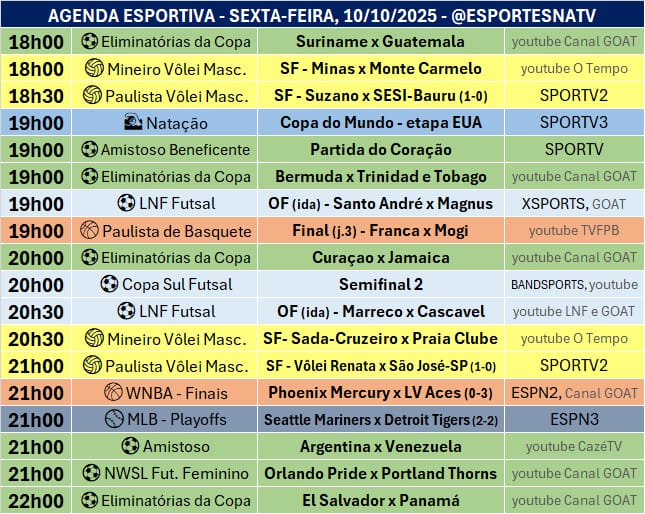 AGENDA ESPORTIVA - SEXTA-FEIRA, 10/10/2025 - @ESPORTESNATV
18h00 Eliminatórias da Copa Suriname x Guatemala youtube Canal GOAT
18h00 Mineiro Vôlei Masc. SF - Minas x Monte Carmelo youtube O Tempo
18h30 Paulista Vôlei Masc. SF - Suzano x SESI-Bauru (1-0) SPORTV2
19h00 Natação Copa do Mundo - etapa EUA SPORTV3
19h00 Amistoso Beneficente Partida do Coração SPORTV
19h00 Eliminatórias da Copa Bermuda x Trinidad e Tobago youtube Canal GOAT
19h00 LNF Futsal OF (ida) - Santo André x Magnus XSPORTS, GOAT
19h00 Paulista de Basquete Final (j.3) - Franca x Mogi youtube TVFPB
20h00 Eliminatórias da Copa Curaçao x Jamaica youtube Canal GOAT
20h00 Copa Sul Futsal Semifinal 2 BANDSPORTS, youtube
20h30 LNF Futsal OF (ida) - Marreco x Cascavel youtube LNF e GOAT
20h30 Mineiro Vôlei Masc. SF- Sada-Cruzeiro x Praia Clube youtube O Tempo
21h00 Paulista Vôlei Masc. SF - Vôlei Renata x São José-SP (1-0) SPORTV2
21h00 WNBA - Finais Phoenix Mercury x LV Aces (0-3) ESPN2, Canal GOAT
21h00 MLB - Playoffs Seattle Mariners x Detroit Tigers (2-2) ESPN3
21h00 Amistoso Argentina x Venezuela youtube CazéTV
21h00 NWSL Fut. Feminino Orlando Pride x Portland Thorns youtube Canal GOAT
22h00 Eliminatórias da Copa El Salvador x Panamá youtube Canal GOAT